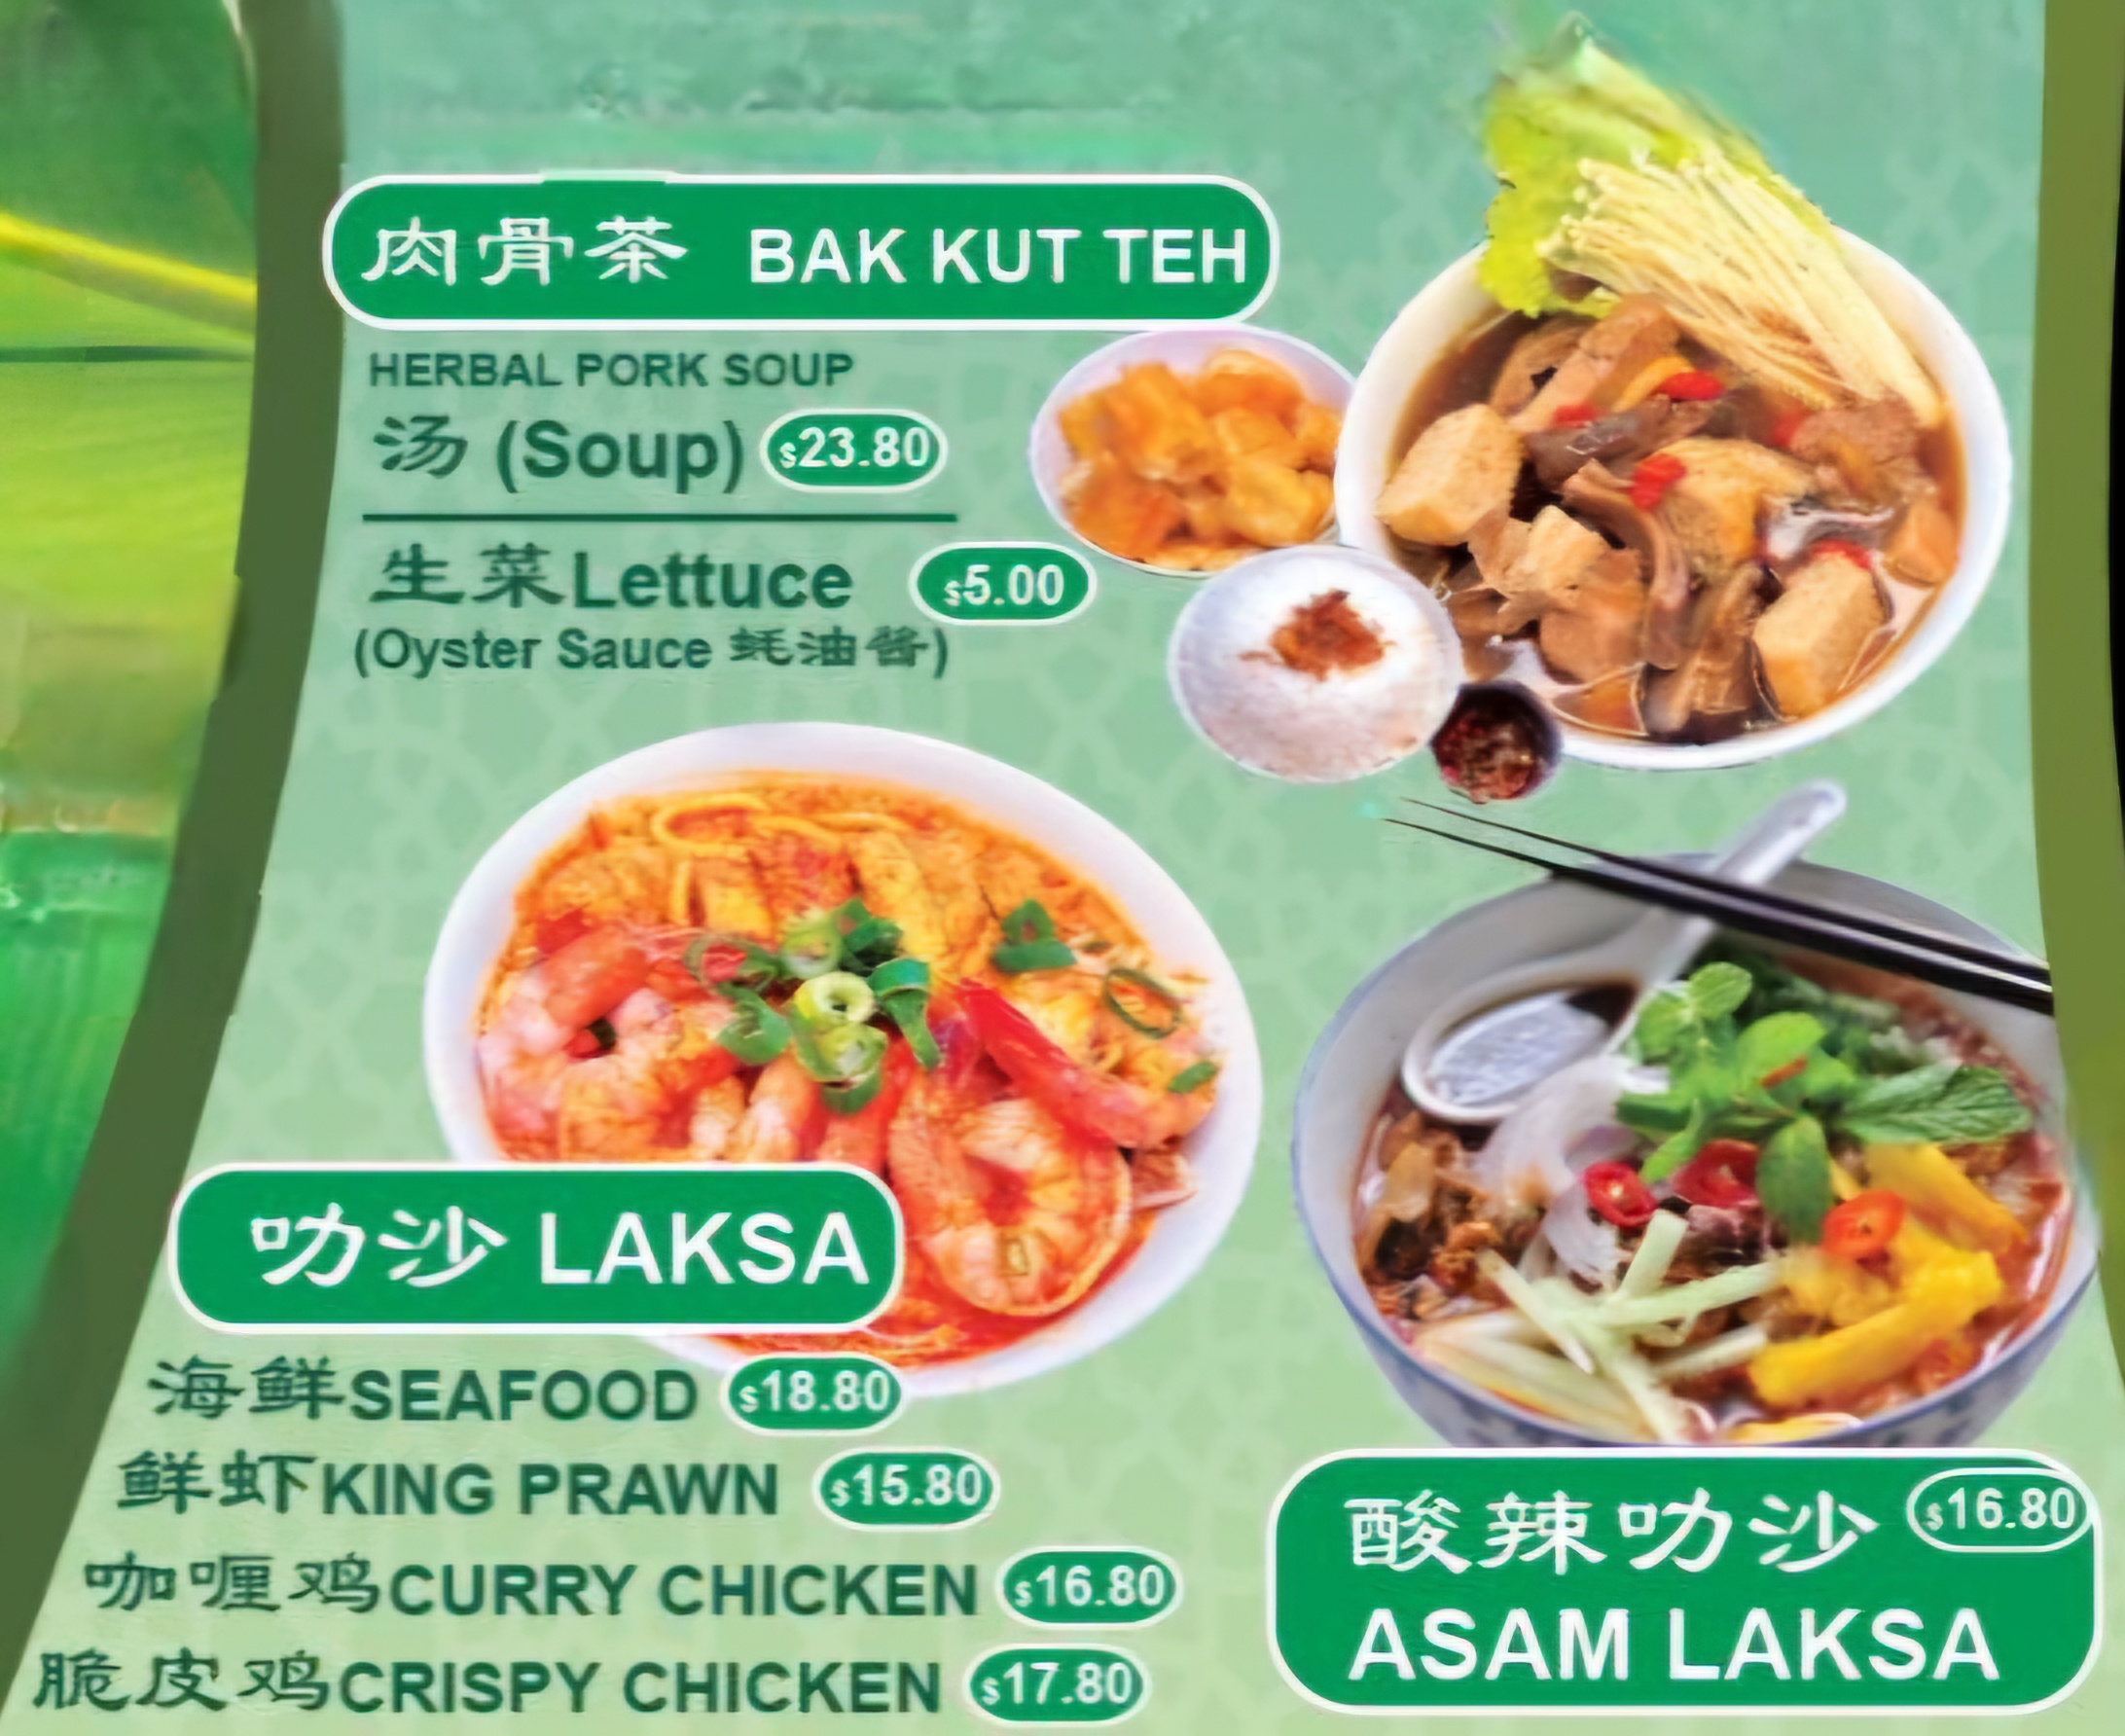 肉骨茶 BAK KUT TEH
HERBAL PORK SOUP
汤 (Soup) $23.80
生菜Lettuce $5.00
(Oyster Sauce 蚝油酱)
叻沙 LAKSA
海鲜SEAFOOD $18.80
鲜虾KING PRAWN $15.80
咖喱鸡CURRY CHICKEN $16.80
脆皮鸡CRISPY CHICKEN $17.80
酸辣叻沙 $16.80
ASAM LAKSA